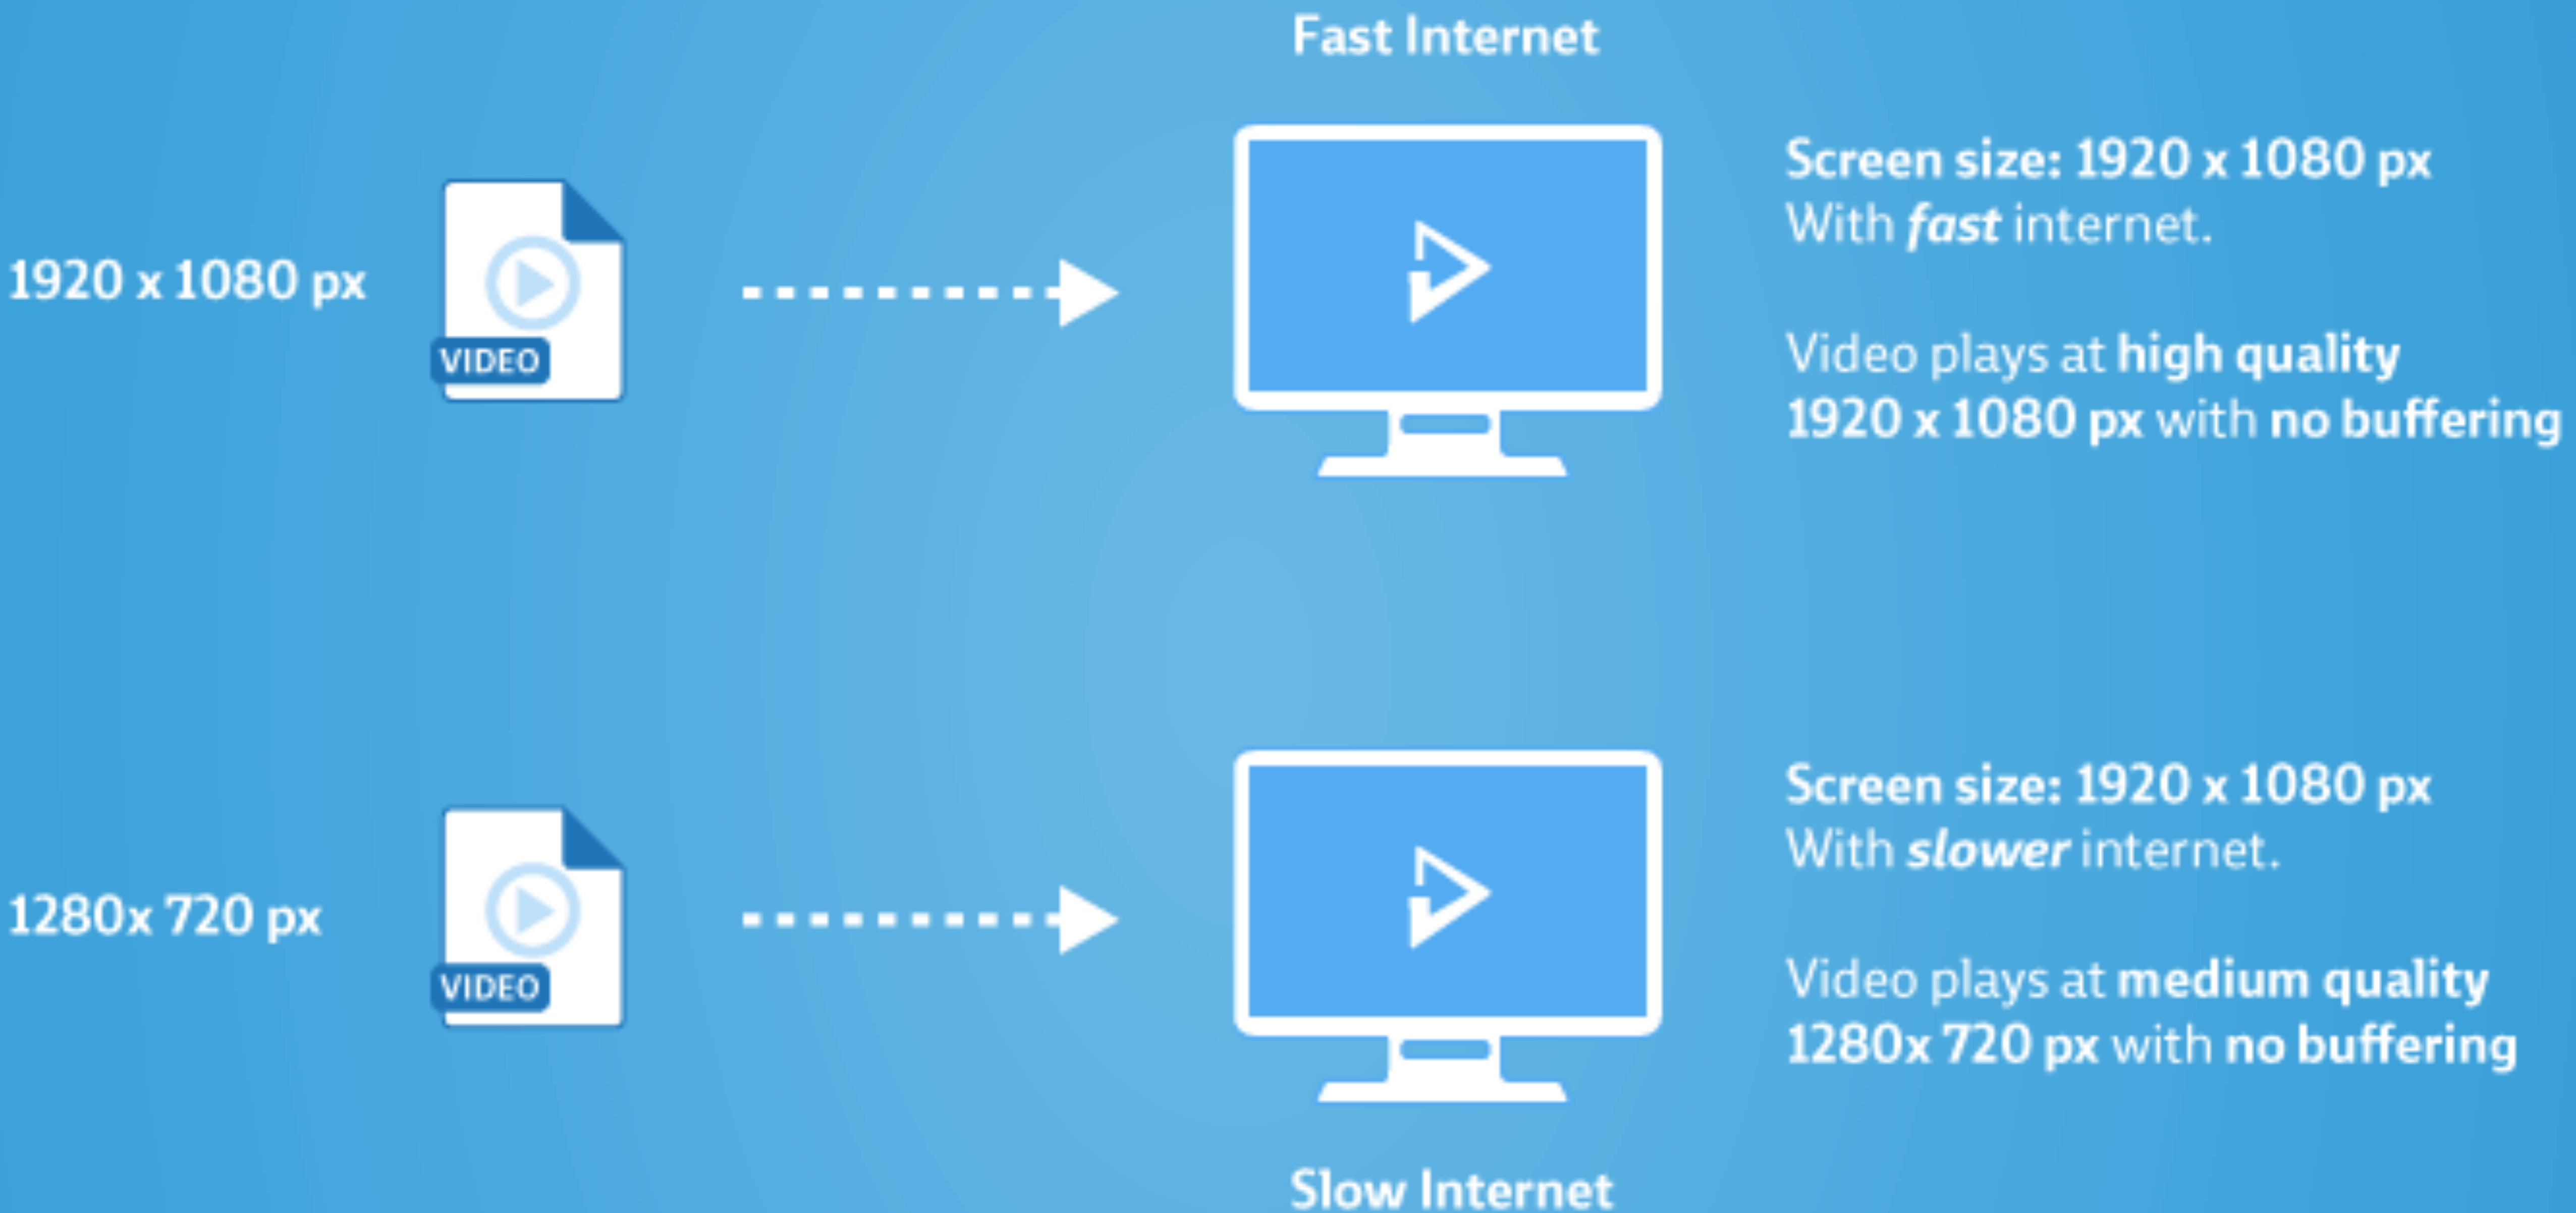 Fast Internet
1920 x 1080 px
VIDEO
Screen size: 1920 x 1080 px
With fast internet.
Video plays at high quality
1920 x 1080 px with no buffering
1280x 720 px
VIDEO
Screen size: 1920 x 1080 px
With slower internet.
Video plays at medium quality
1280x 720 px with no buffering
Slow Internet